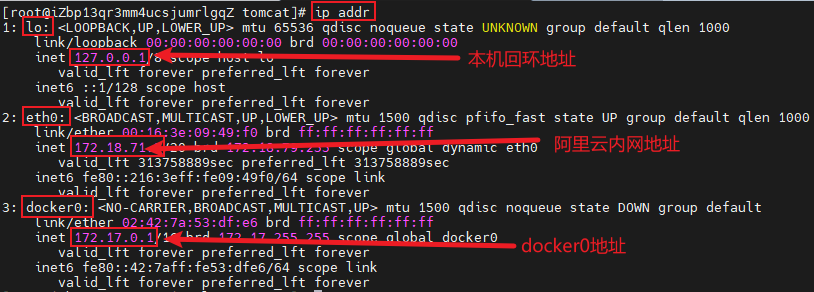 [root@iZbp13qr3mm4ucsjumrlgqZ tomcat]# ip addr
1: lo: <LOOPBACK,UP,LOWER_UP> mtu 65536 qdisc noqueue state UNKNOWN group default qlen 1000
link/loopback 00:00:00:00:00:00 brd 00:00:00:00:00:00
inet 127.0.0.1/8 scope host lo
本机回环地址
valid_lft forever preferred_lft forever
inet6 ::1/128 scope host
valid_lft forever preferred_lft forever
2: eth0: <BROADCAST,MULTICAST,UP,LOWER_UP> mtu 1500 qdisc pfifo_fast state UP group default qlen 1000
link/ether 00:16:3e:09:49:f0 brd ff:ff:ff:ff:ff:ff
inet 172.18.71 /20 brd 172.18.79.255 scope global dynamic eth0
阿里云内网地址
valid_lft 313758889sec preferred_lft 313758889sec
inet6 fe80::216:3eff:fe09:49f0/64 scope link
valid_lft forever preferred_lft forever
3: docker0: <NO-CARRIER,BROADCAST,MULTICAST,UP> mtu 1500 qdisc noqueue state DOWN group default
link/ether 02:42:7a:53:df:e6 brd ff:ff:ff:ff:ff:ff
inet 172.17.0.1/16 brd 172.17.255.255 scope global docker0
docker0地址
valid_lft forever preferred_lft forever
inet6 fe80::42:7aff:fe53:dfe6/64 scope link
valid_lft forever preferred_lft forever